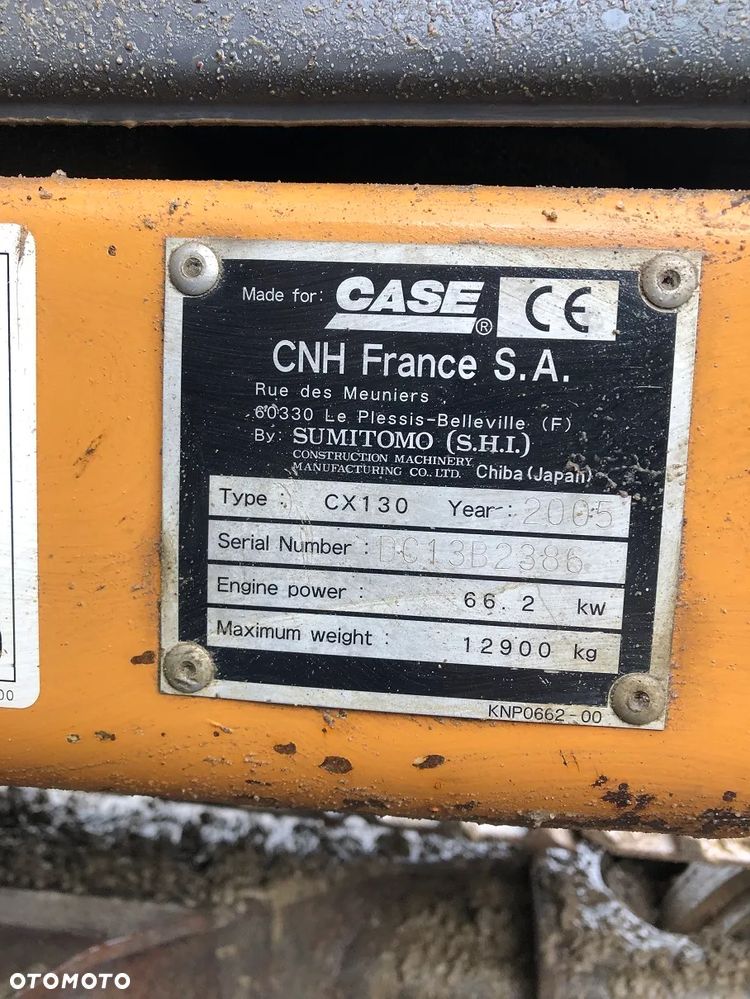 Made for: CASE ® CE
CNH France S.A.
Rue des Meuniers
60330 Le Plessis-Belleville (F)
By: SUMITOMO (S.H.I.)
CONSTRUCTION MACHINERY
MANUFACTURING CO., LTD. Chiba (Japan)
Type : CX130 Year : 2005
Serial Number : DC13B2386
Engine power : 66.2 kw
Maximum weight : 12900 kg
KNP0662-00
00
OTOMOTO